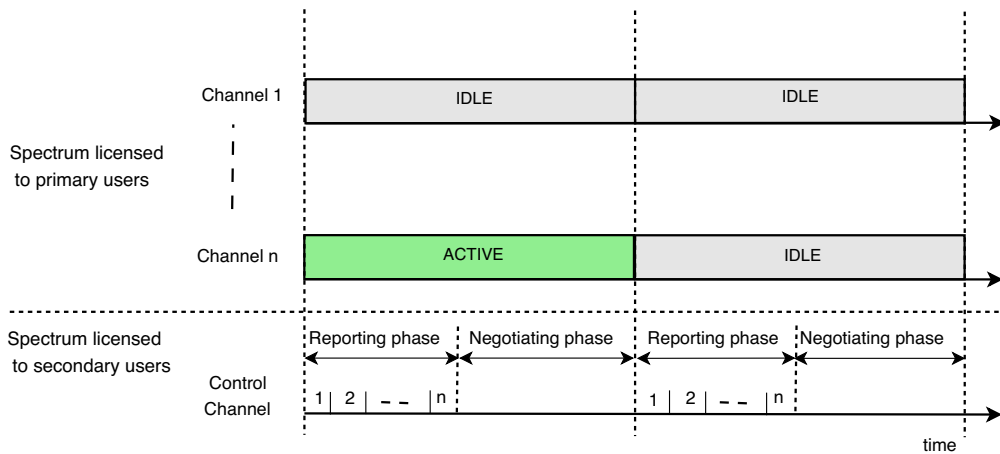 Channel 1
IDLE
IDLE
Spectrum licensed
to primary users
Channel n
ACTIVE
IDLE
Spectrum licensed
to secondary users
Reporting phase
Negotiating phase
Reporting phase
Negotiating phase
Control
Channel
1 2 n
1 2 n
time